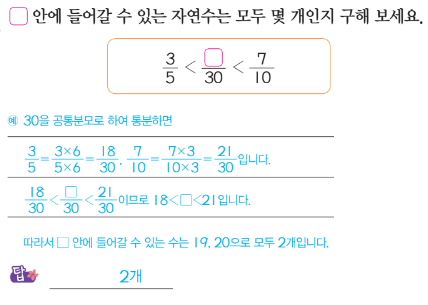 □ 안에 들어갈 수 있는 자연수는 모두 몇 개인지 구해 보세요.
3/5 < □/30 < 7/10
예 30을 공통분모로 하여 통분하면
3/5 = 3×6/5×6 = 18/30, 7/10 = 7×3/10×3 = 21/30 입니다.
18/30 < □/30 < 21/30 이므로 18<□<21입니다.
따라서 □ 안에 들어갈 수 있는 수는 19, 20으로 모두 2개입니다.
답 2개